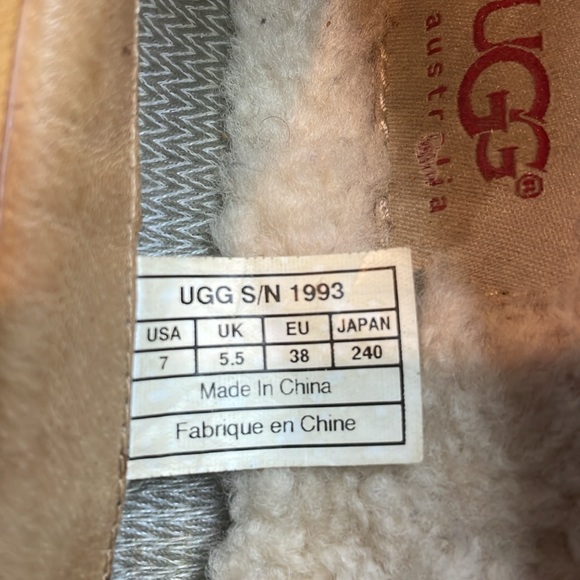 UGG®
australia
UGG S/N 1993
USA UK EU JAPAN
7 5.5 38 240
Made In China
Fabrique en Chine